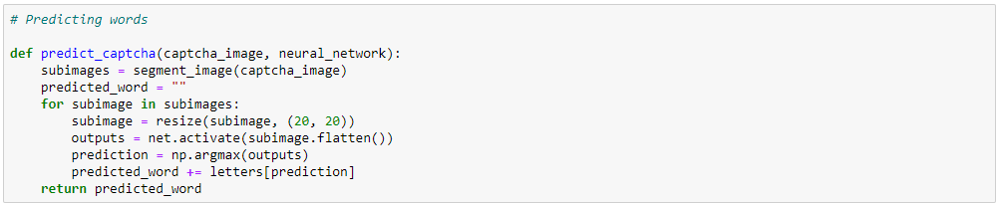 # Predicting words
def predict_captcha(captcha_image, neural_network):
    subimages = segment_image(captcha_image)
    predicted_word = ""
    for subimage in subimages:
        subimage = resize(subimage, (20, 20))
        outputs = net.activate(subimage.flatten())
        prediction = np.argmax(outputs)
        predicted_word += letters[prediction]
    return predicted_word